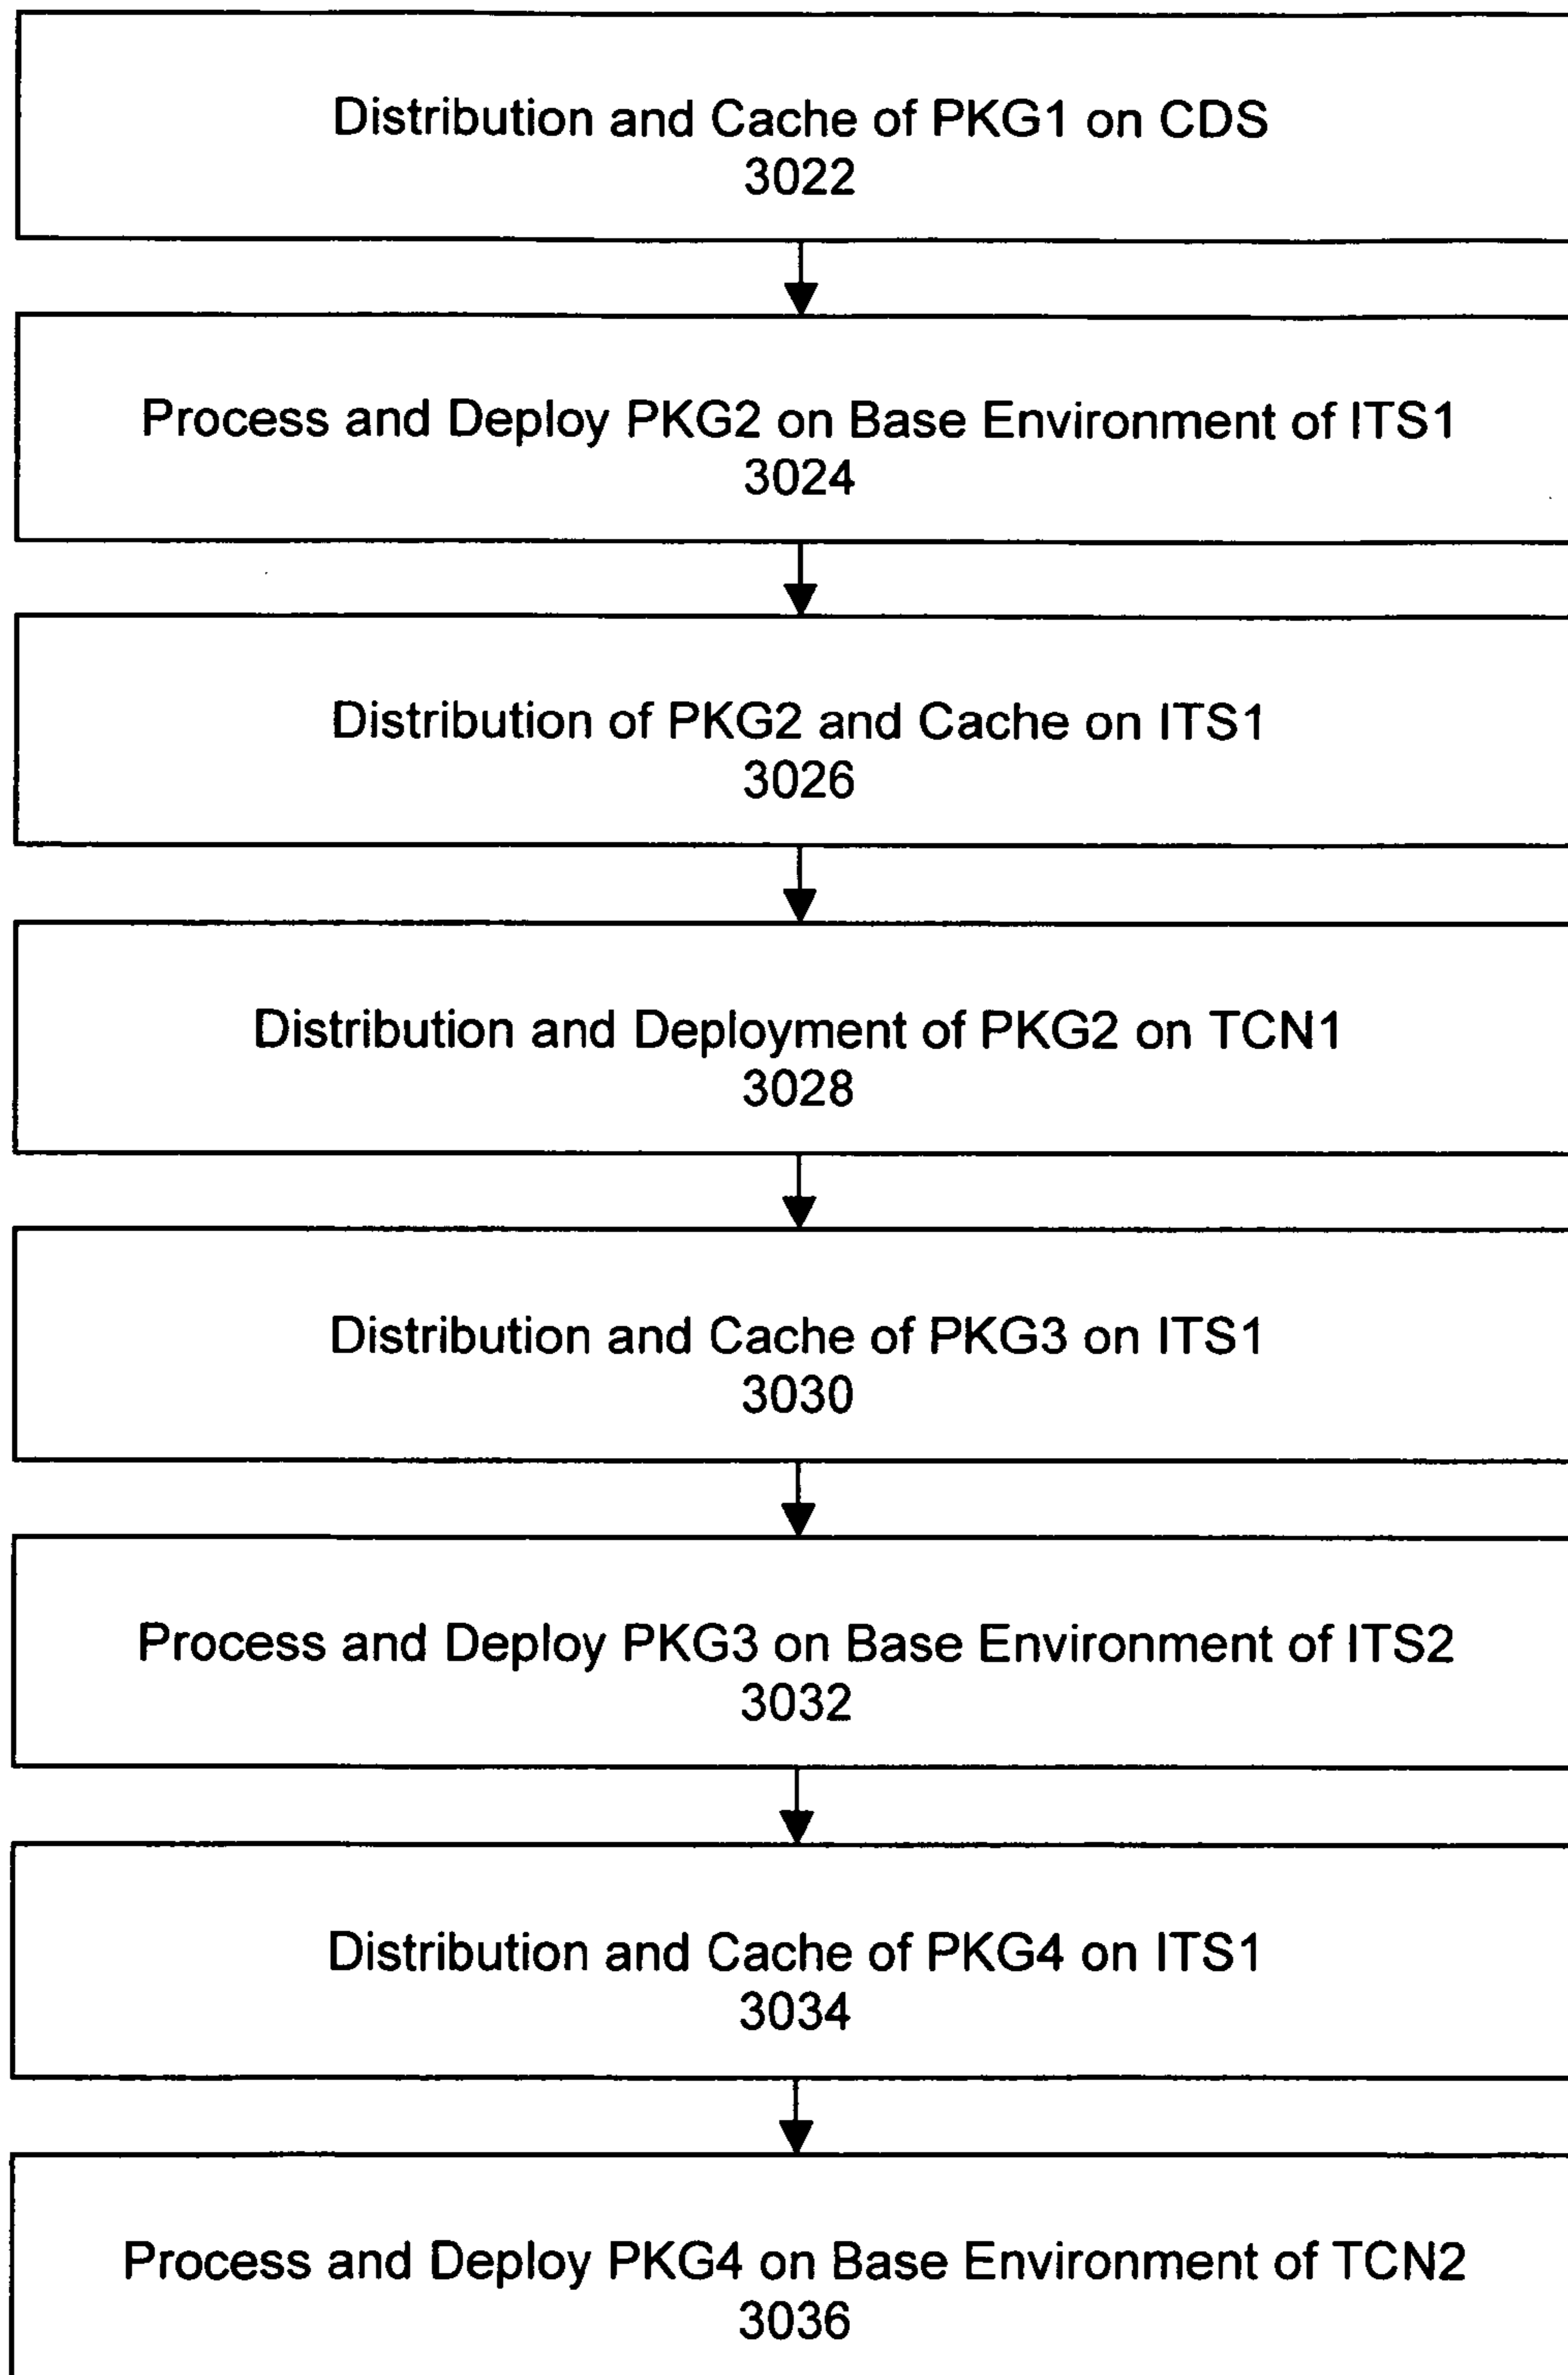 Distribution and Cache of PKG1 on CDS
3022
Process and Deploy PKG2 on Base Environment of ITS1
3024
Distribution of PKG2 and Cache on ITS1
3026
Distribution and Deployment of PKG2 on TCN1
3028
Distribution and Cache of PKG3 on ITS1
3030
Process and Deploy PKG3 on Base Environment of ITS2
3032
Distribution and Cache of PKG4 on ITS1
3034
Process and Deploy PKG4 on Base Environment of TCN2
3036